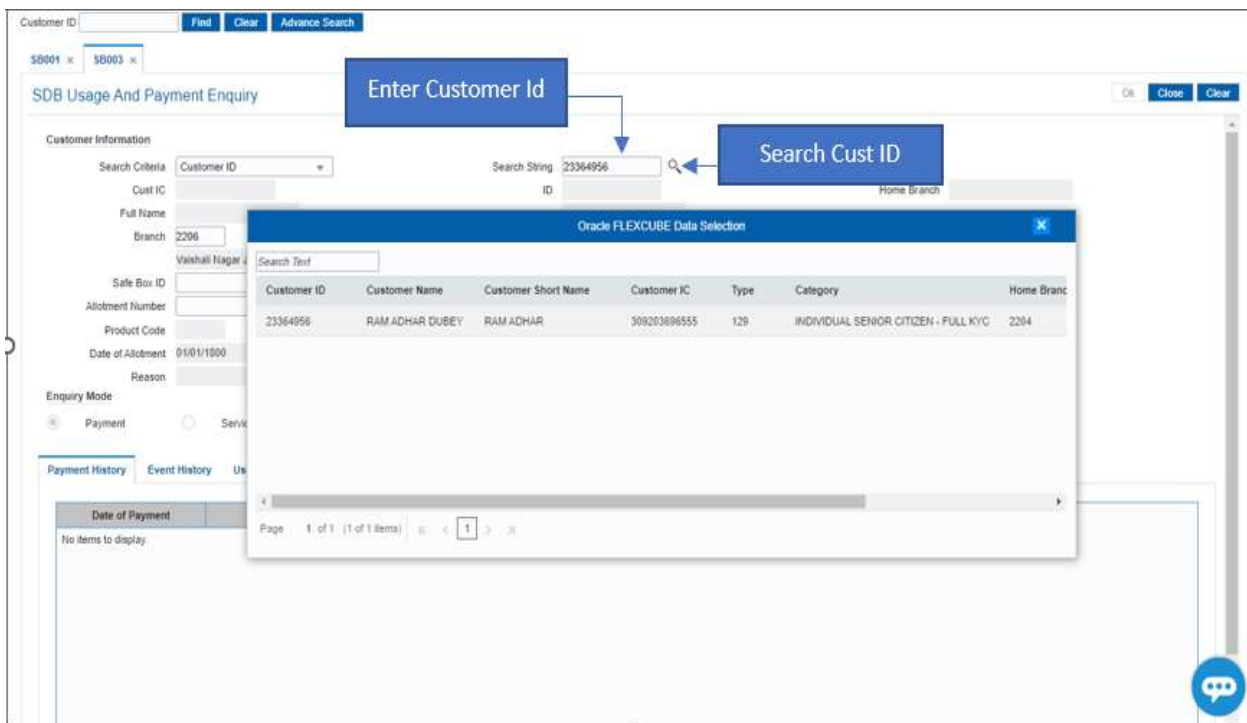 Customer ID Find Clear Advance Search
SB001 × SB003 ×
SDB Usage And Payment Enquiry Ok Close Clear
Enter Customer Id
Search Cust ID
Customer Information
Search Criteria Customer ID Search String 23364956
Cust IC ID Home Branch
Full Name
Branch 2206
Vaishali Nagar
Safe Box ID
Allotment Number
Product Code
Date of Allotment 01/01/1800
Reason
Enquiry Mode
Payment
Payment History Event History Us
Date of Payment
No items to display
Oracle FLEXCUBE Data Selection
Search Text
Customer ID Customer Name Customer Short Name Customer IC Type Category Home Branc
23364956 RAM ADHAR DUBEY RAM ADHAR 309203696555 129 INDIVIDUAL SENIOR CITIZEN - FULL KYC 2204
Page 1 of 1 (1 of 1 items) 1